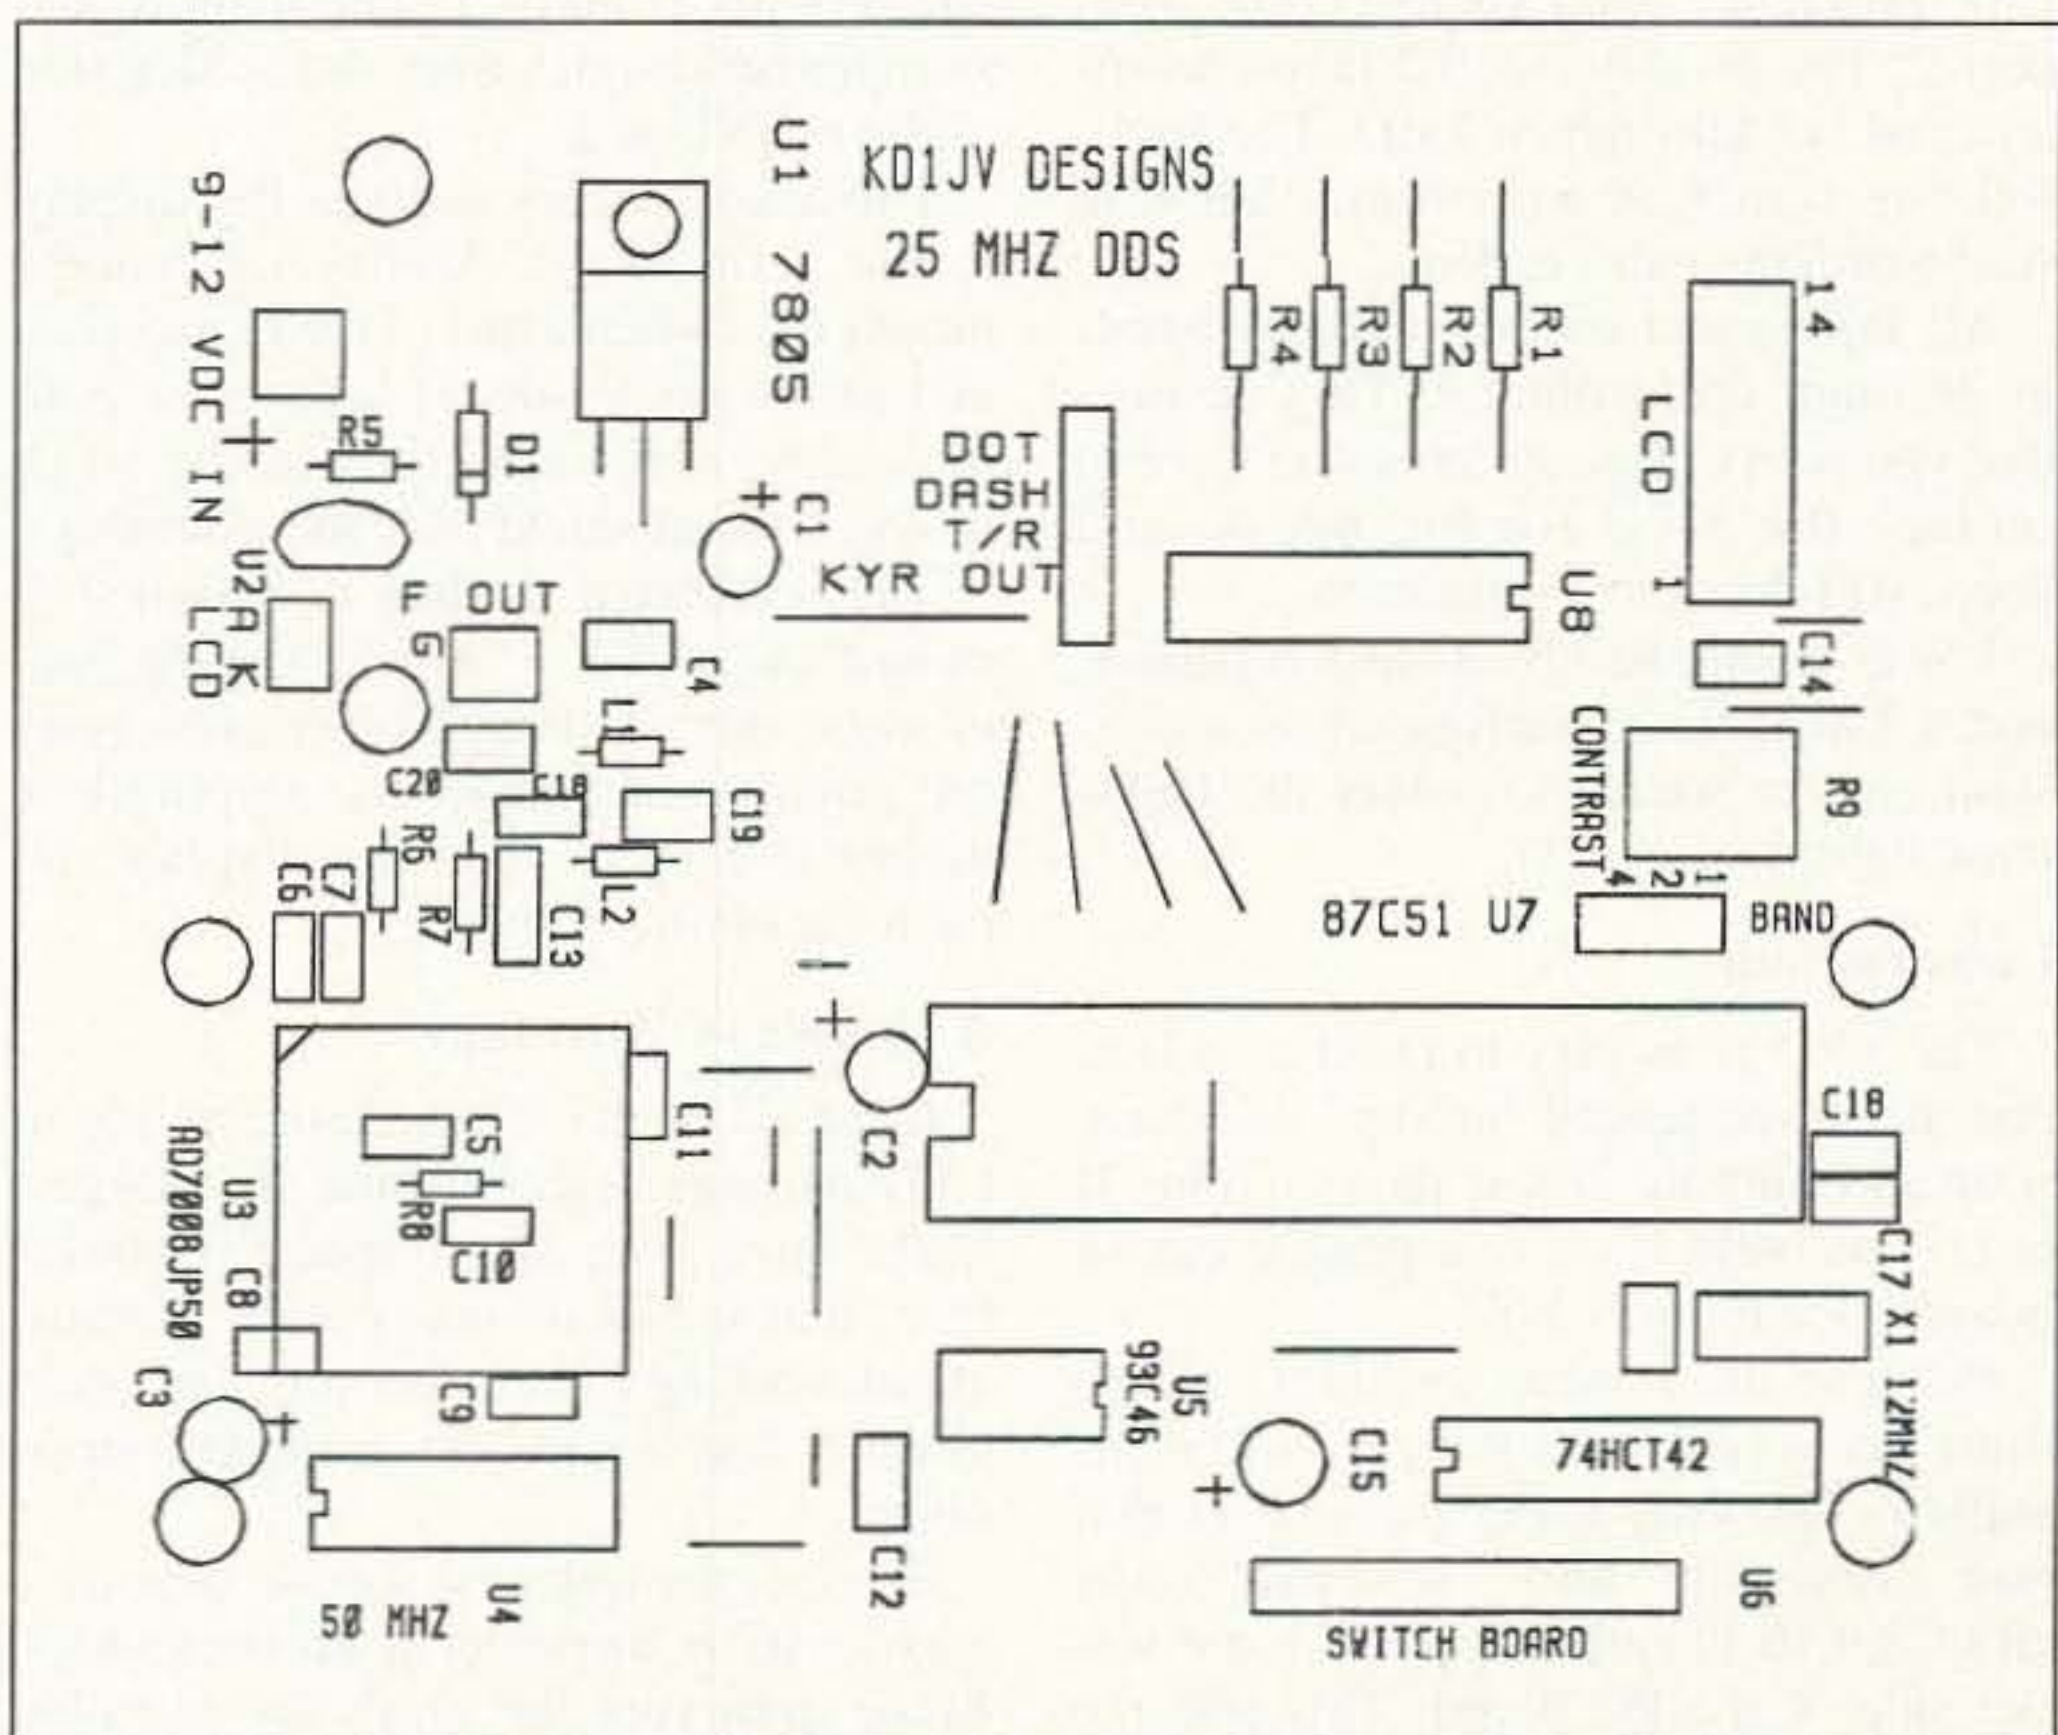 KD1JV DESIGNS
25 MHZ DDS
9-12 VDC IN
+
U1 7805
R4
R3
R2
R1
14
LCD
1
R5
D1
+
C1
DOT
DASH
T/R
KYR OUT
U8
U2
A
K
LCD
F OUT
G
C4
C14
L1
CONTRAST
R9
C20
C18
C19
R6
C6
C7
R7
C13
L2
4
2
1
87C51 U7
BAND
+
C2
C18
C11
C5
R8
C10
U3
AD7008JP50
C8
C17 X1 12MHZ
C3
+
C9
93C46
U5
+
C15
74HCT42
C12
U4
50 MHZ
U6
SWITCH BOARD